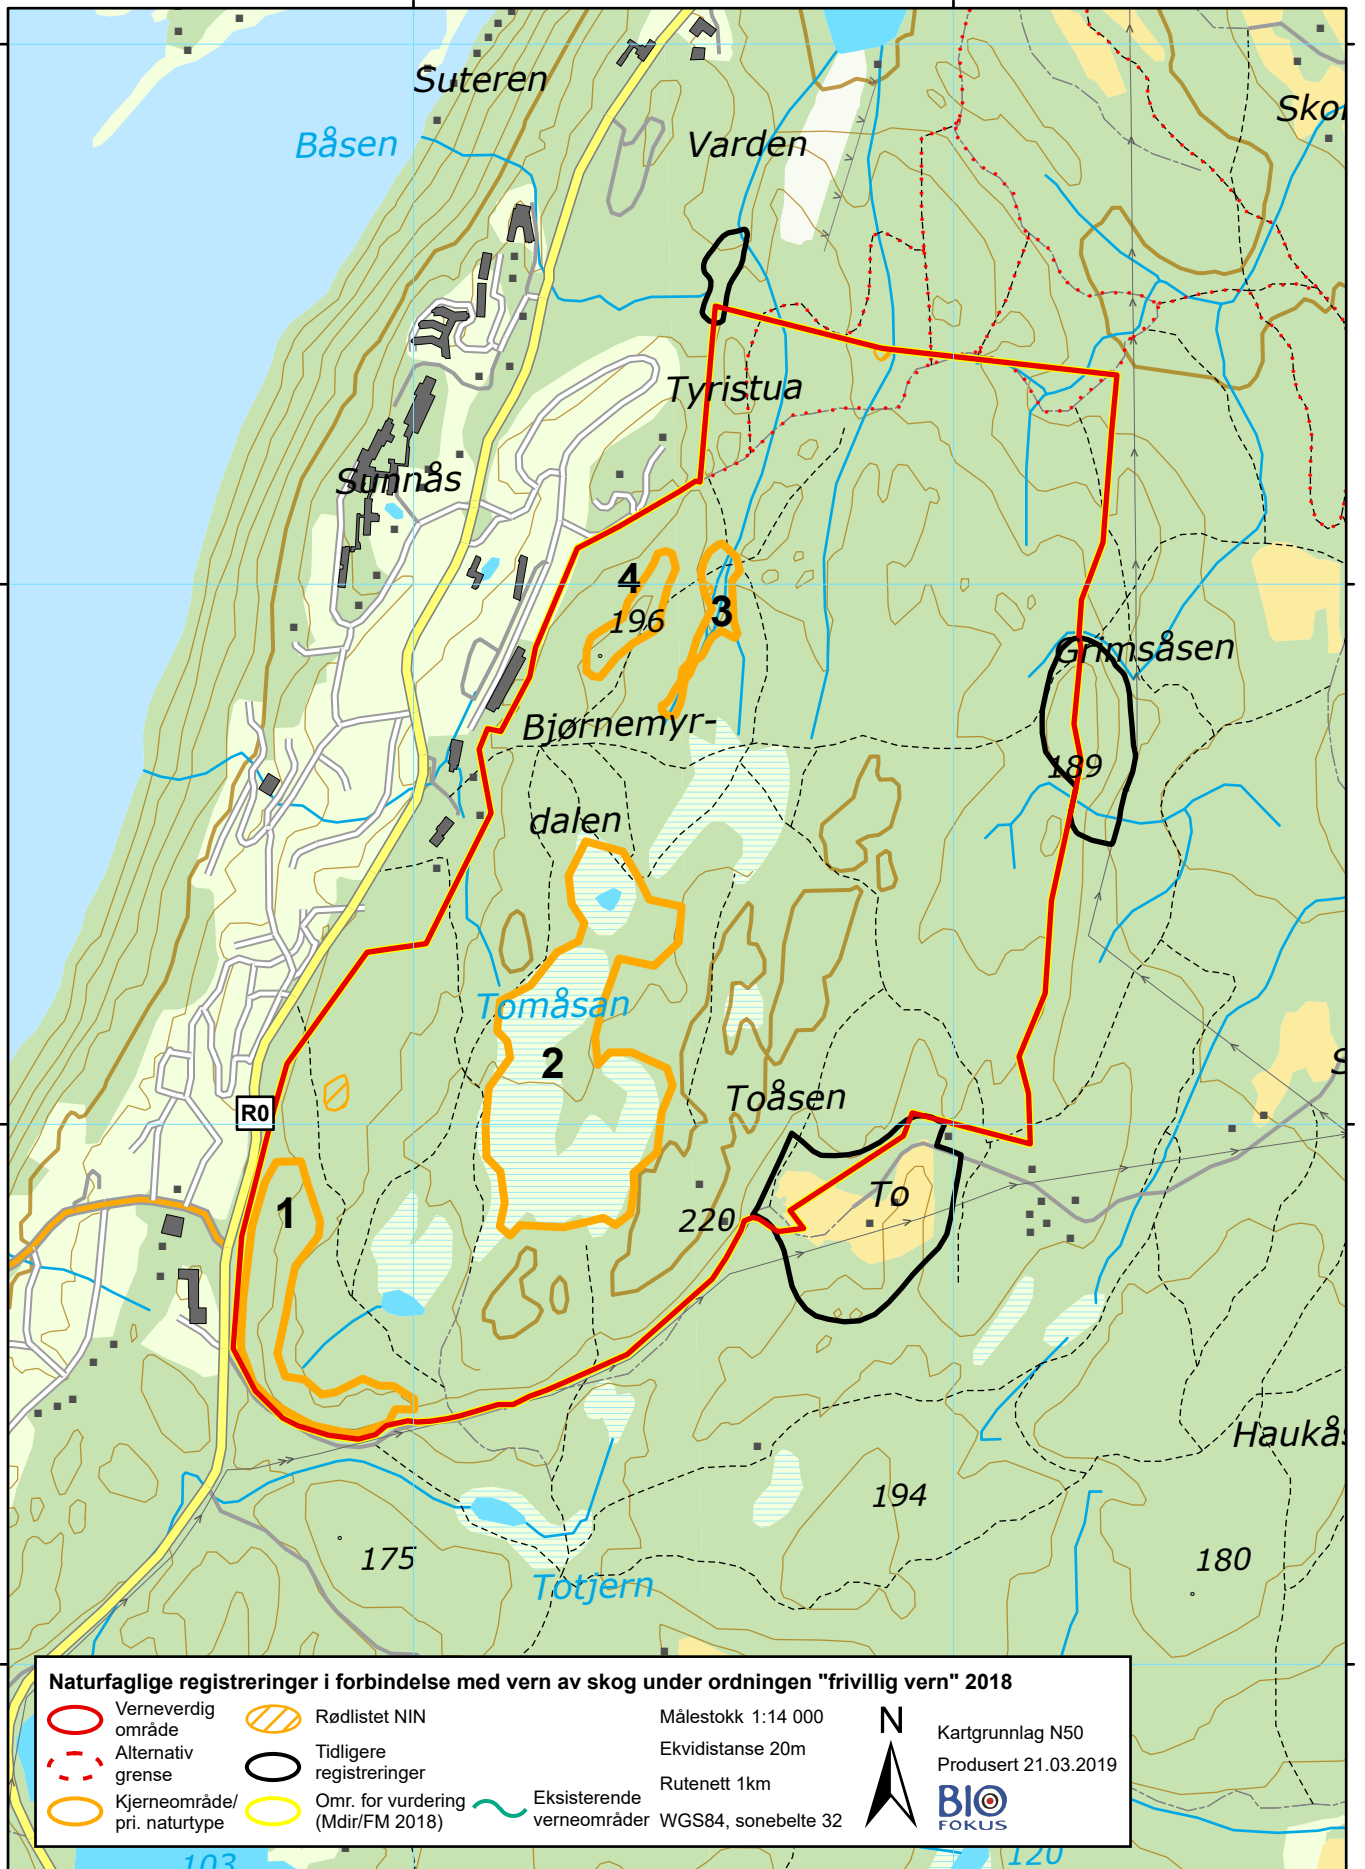 Suteren
Båsen
Varden
Skor
Tyristua
Sunnås
4
196
3
Grimsåsen
Bjørnemyr-
189
dalen
Tomåsan
2
Toåsen
S
R0
1
To
220
Haukås
194
175
180
Totjern
Naturfaglige registreringer i forbindelse med vern av skog under ordningen "frivillig vern" 2018
Verneverdig
område
Alternativ
grense
Kjerneområde/
pri. naturtype
Rødlistet NIN
Tidligere
registreringer
Omr. for vurdering
(Mdir/FM 2018)
Eksisterende
verneområder
Målestokk 1:14 000
Ekvidistanse 20m
Rutenett 1km
WGS84, sonebelte 32
N
Kartgrunnlag N50
Produsert 21.03.2019
BIO
FOKUS
103
120